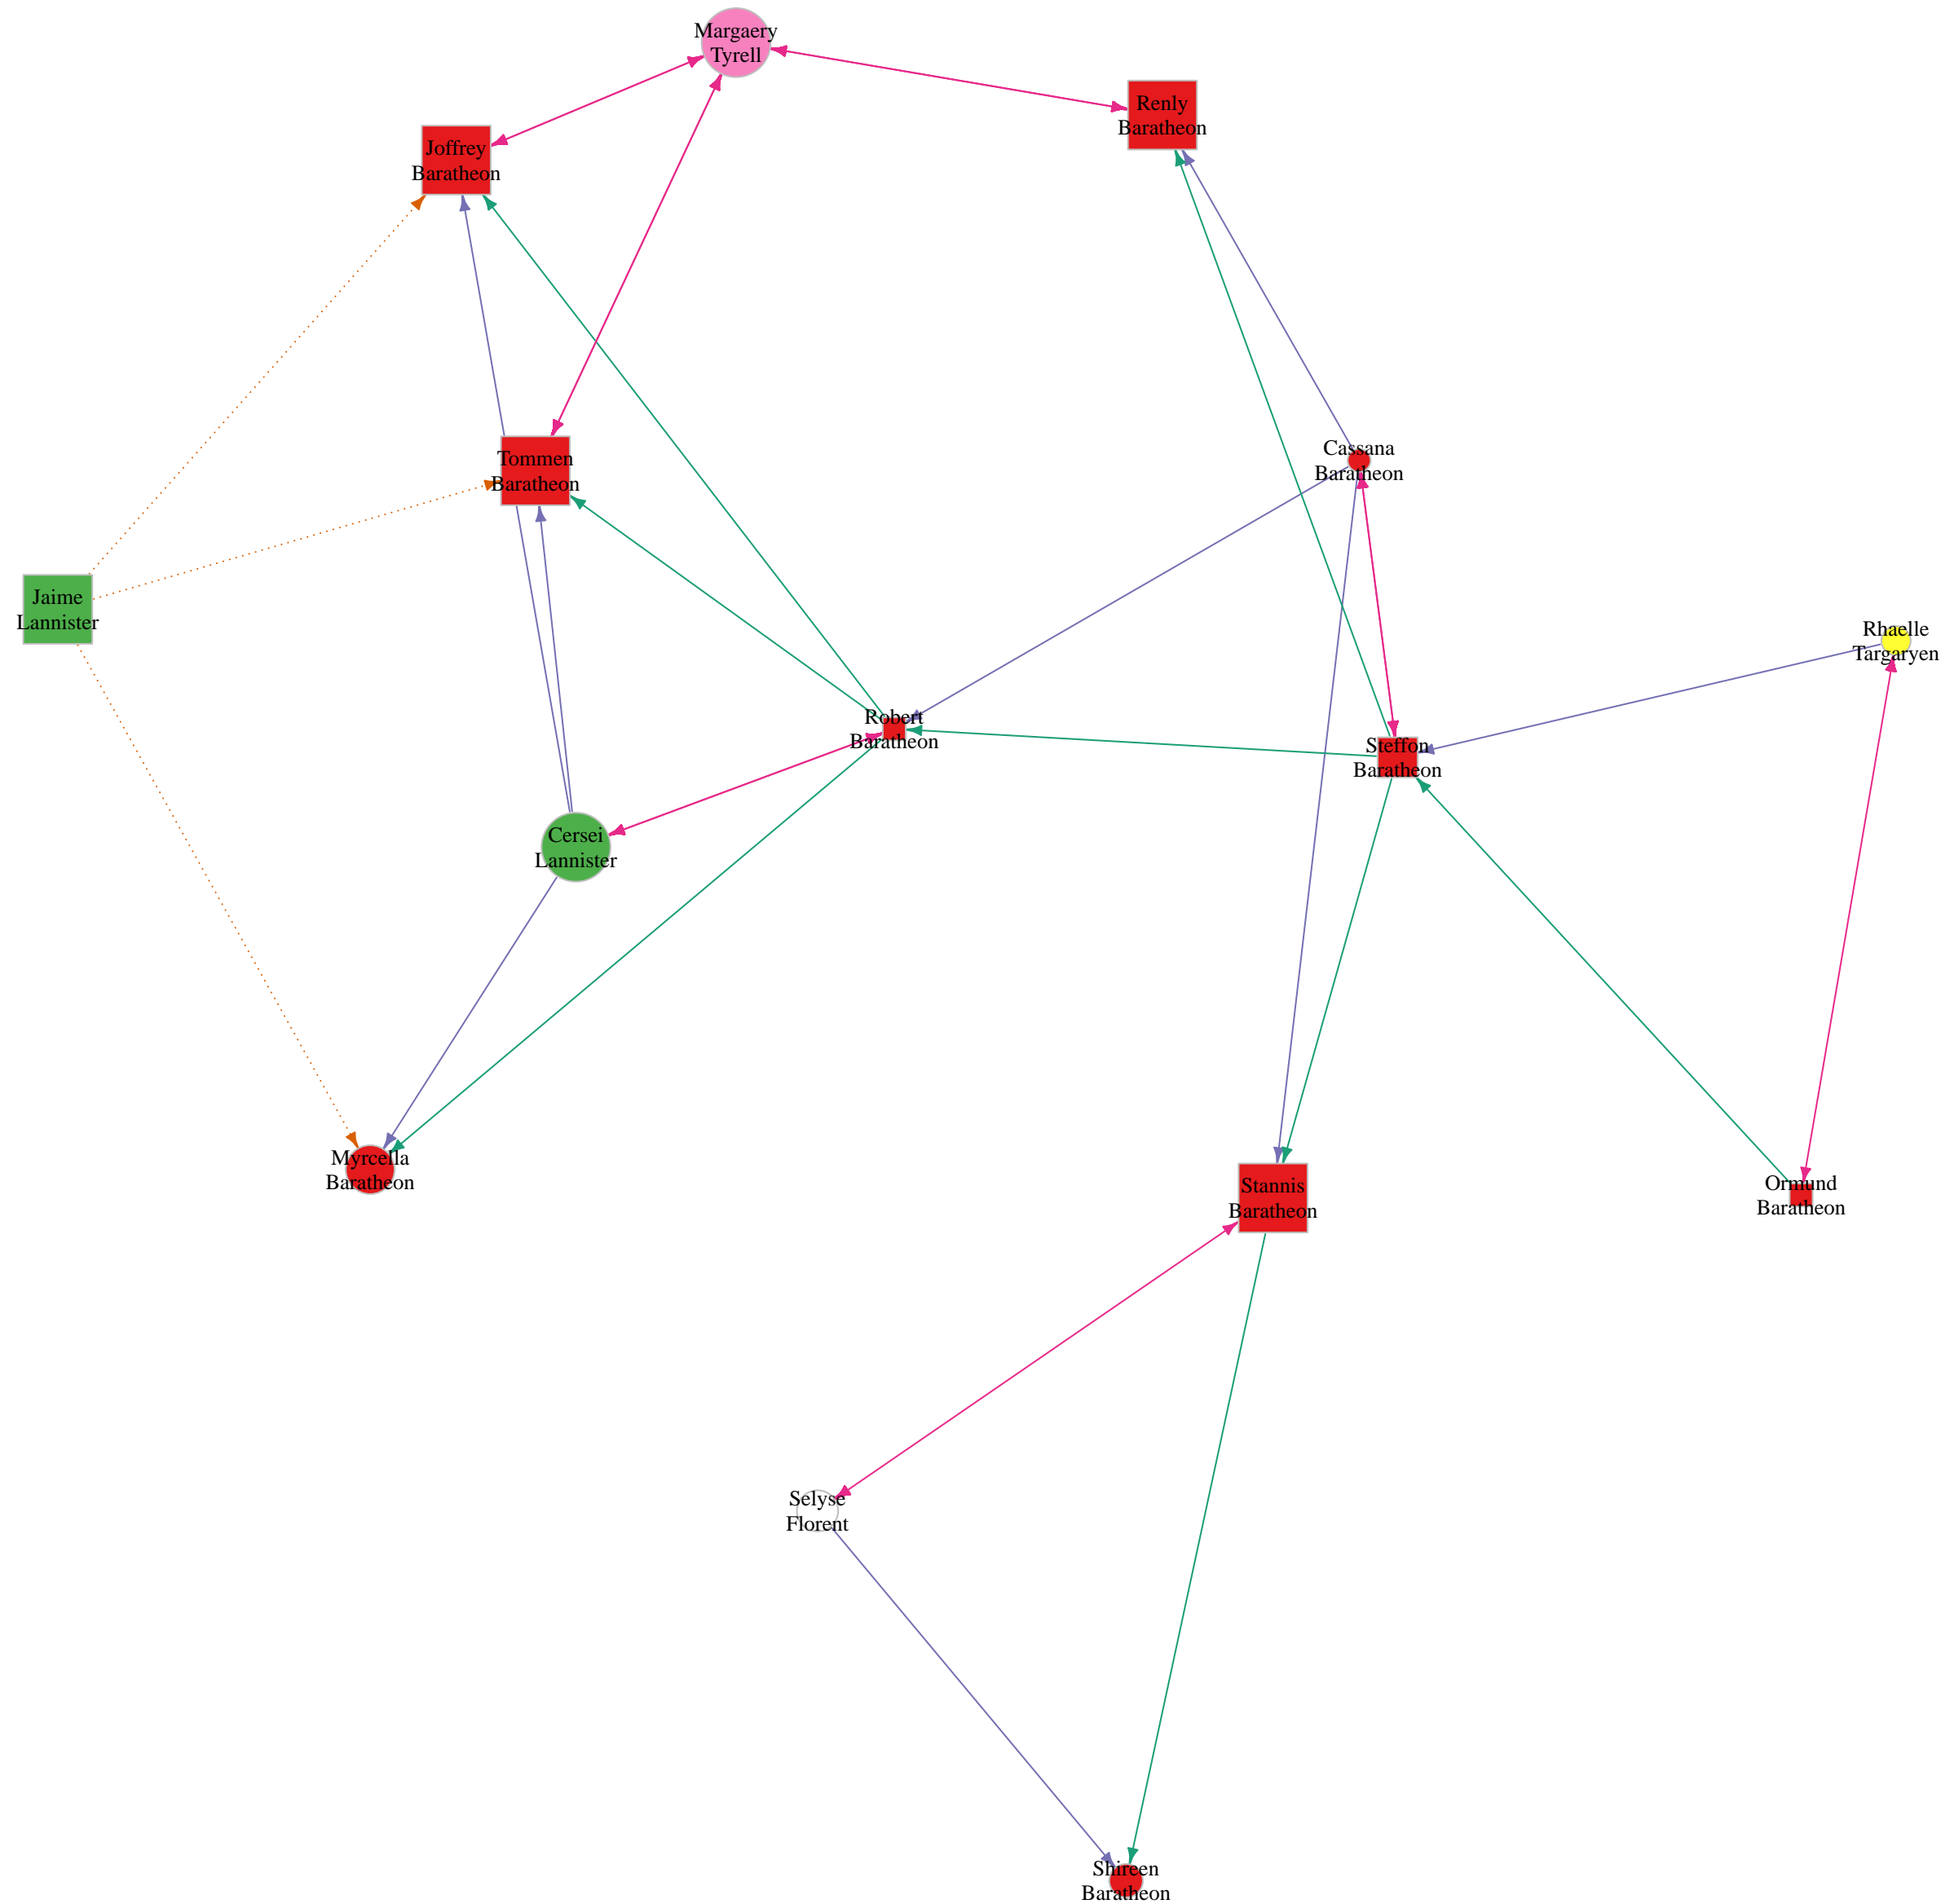 Margaery
Tyrell
Renly
Baratheon
Joffrey
Baratheon
Cassana
Baratheon
Tommen
Baratheon
Jaime
Lannister
Rhaelle
Targaryen
Robert
Baratheon
Steffon
Baratheon
Cersei
Lannister
Myrcella
Baratheon
Ormund
Baratheon
Stannis
Baratheon
Selyse
Florent
Shireen
Baratheon